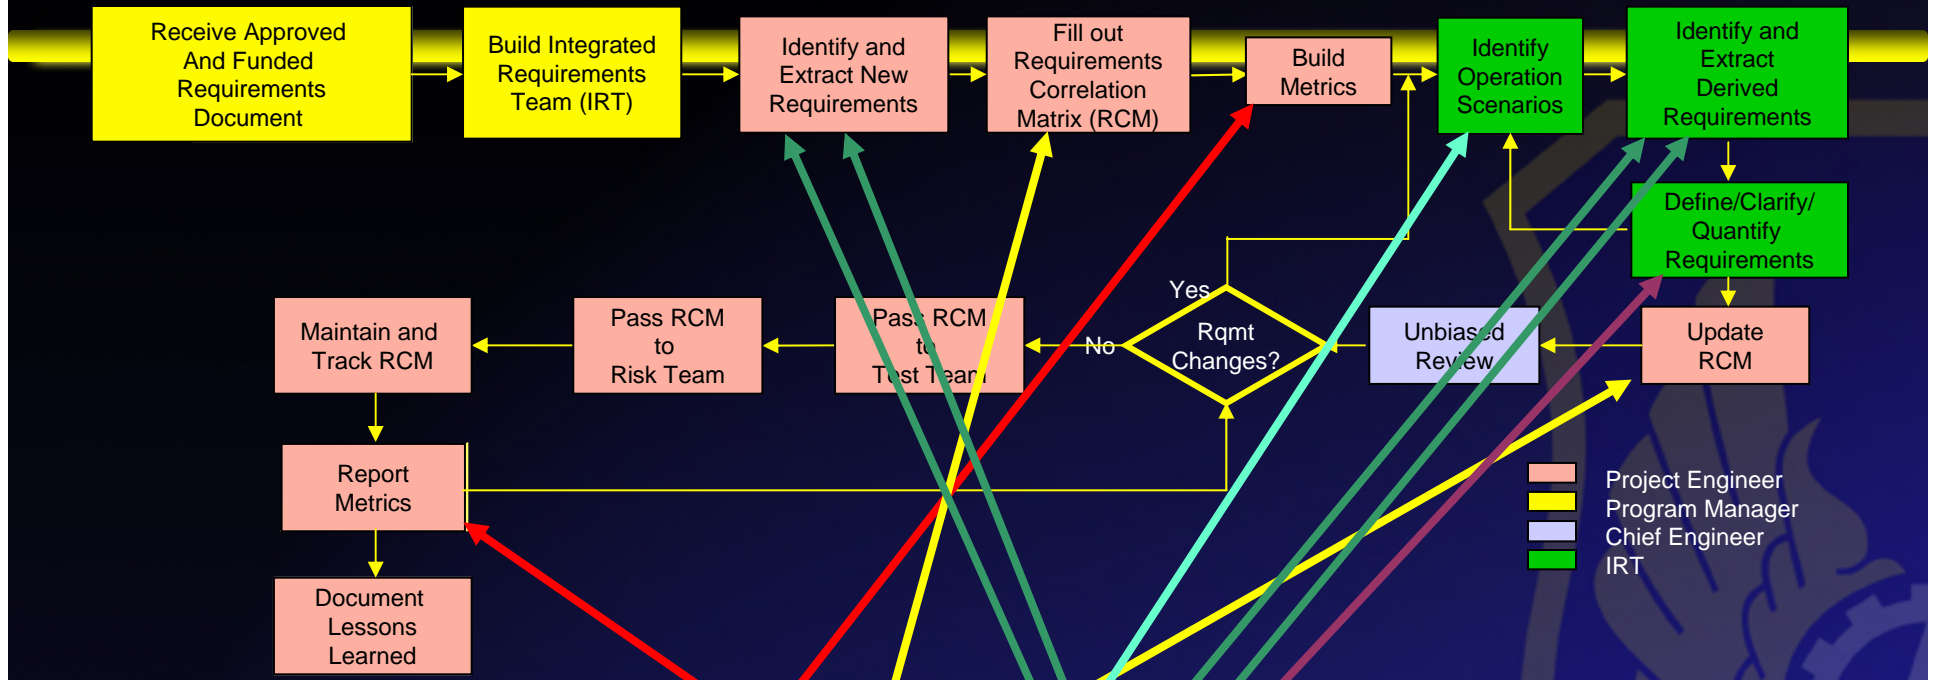 Receive Approved
And Funded
Requirements
Document
Build Integrated
Requirements
Team (IRT)
Identify and
Extract New
Requirements
Fill out
Requirements
Correlation
Matrix (RCM)
Build
Metrics
Identify
Operation
Scenarios
Identify and
Extract
Derived
Requirements
Define/Clarify/
Quantify
Requirements
Update
RCM
Unbiased
Review
Yes
Rqmt
Changes?
No
Pass RCM
to
Test Team
Pass RCM
to
Risk Team
Maintain and
Track RCM
Report
Metrics
Document
Lessons
Learned
Project Engineer
Program Manager
Chief Engineer
IRT